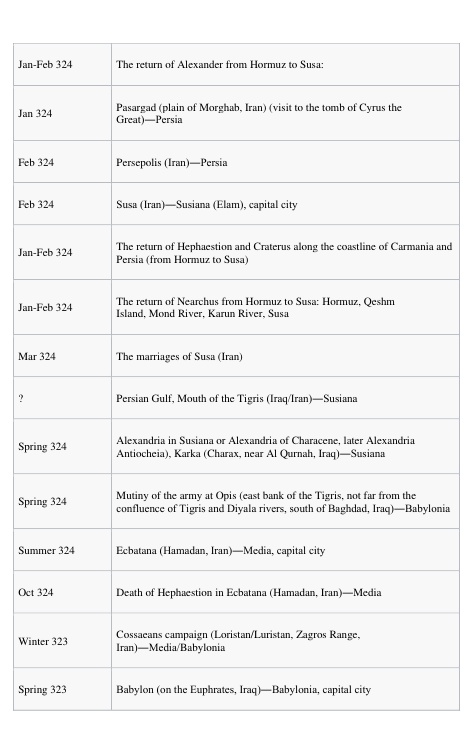 Jan-Feb 324
The return of Alexander from Hormuz to Susa:
Jan 324
Pasargad (plain of Morghab, Iran) (visit to the tomb of Cyrus the
Great)—Persia
Feb 324
Persepolis (Iran)—Persia
Feb 324
Susa (Iran)—Susiana (Elam), capital city
Jan-Feb 324
The return of Hephaestion and Craterus along the coastline of Carmania and
Persia (from Hormuz to Susa)
Jan-Feb 324
The return of Nearchus from Hormuz to Susa: Hormuz, Qeshm
Island, Mond River, Karun River, Susa
Mar 324
The marriages of Susa (Iran)
?
Persian Gulf, Mouth of the Tigris (Iraq/Iran)—Susiana
Spring 324
Alexandria in Susiana or Alexandria of Characene, later Alexandria
Antiocheia), Karka (Charax, near Al Qurnah, Iraq)—Susiana
Spring 324
Mutiny of the army at Opis (east bank of the Tigris, not far from the
confluence of Tigris and Diyala rivers, south of Baghdad, Iraq)—Babylonia
Summer 324
Ecbatana (Hamadan, Iran)—Media, capital city
Oct 324
Death of Hephaestion in Ecbatana (Hamadan, Iran)—Media
Winter 323
Cossaeans campaign (Loristan/Luristan, Zagros Range,
Iran)—Media/Babylonia
Spring 323
Babylon (on the Euphrates, Iraq)—Babylonia, capital city